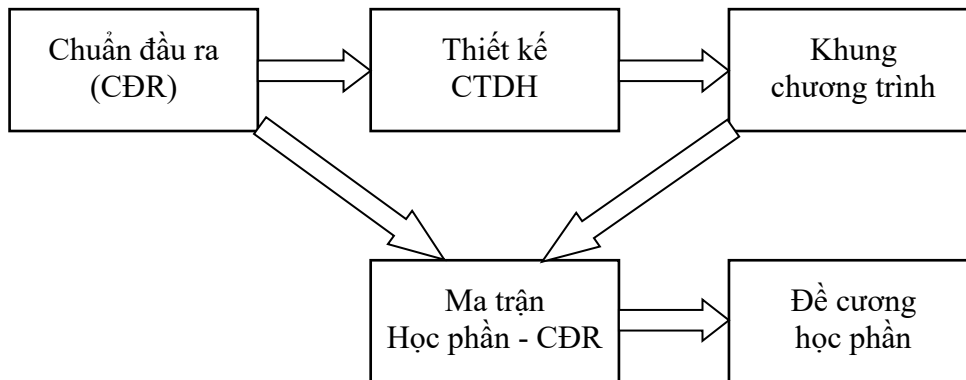 Chuẩn đầu ra
(CĐR)
Thiết kế
CTDH
Khung
chương trình
Ma trận
Học phần - CĐR
Đề cương
học phần